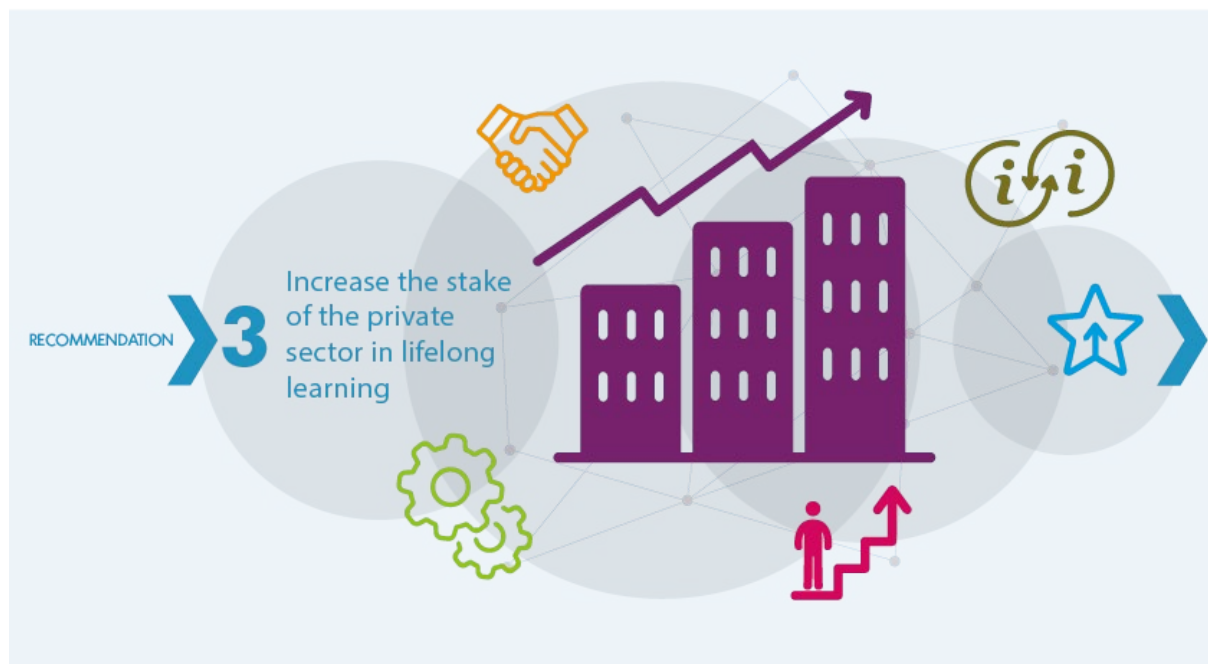 RECOMMENDATION
3
Increase the stake
of the private
sector in lifelong
learning
i i